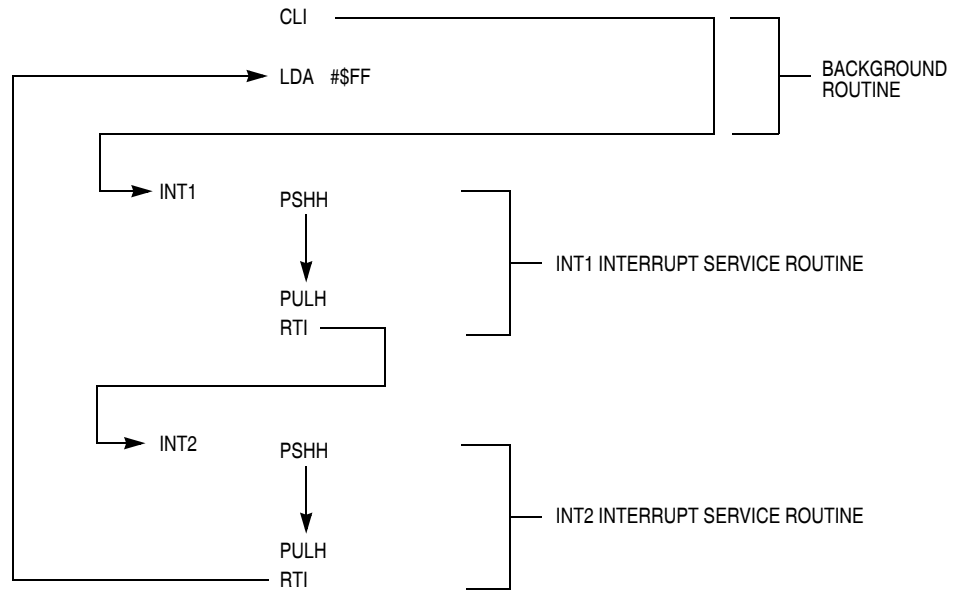 CLI
LDA #$FF
BACKGROUND
ROUTINE
INT1
PSHH
INT1 INTERRUPT SERVICE ROUTINE
PULH
RTI
INT2
PSHH
INT2 INTERRUPT SERVICE ROUTINE
PULH
RTI